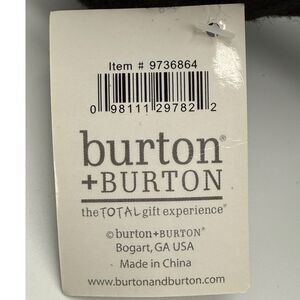 Item # 9736864
0 98111 29782 2
burton®
+BURTON
the TOTAL gift experience®
©burton+BURTON®
Bogart, GA USA
Made in China
www.burtonandburton.com